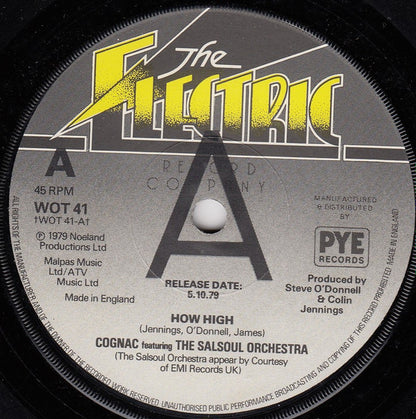 The
ELECTRIC
RECORD
COMPANY
A
A
45 RPM
WOT 41
(WOT 41-A)
℗ 1979 Noeland
Productions Ltd
Malpas Music
Ltd/ATV
Music
Made in England
MANUFACTURED
& DISTRIBUTED
BY
PYE
RECORDS
Produced by
Steve O'Donnell
& Colin
Jennings
RELEASE DATE:
5.10.79
HOW HIGH
(Jennings, O'Donnell, James)
COGNAC featuring THE SALSOUL ORCHESTRA
(The Salsoul Orchestra appear by Courtesy
of EMI Records UK)
ALL RIGHTS OF THE MANUFACTURER AND OF THE OWNER OF THE RECORDED WORK RESERVED. UNAUTHORISED PUBLIC PERFORMANCE BROADCASTING AND COPYING OF THIS RECORD PROHIBITED. MADE IN ENGLAND